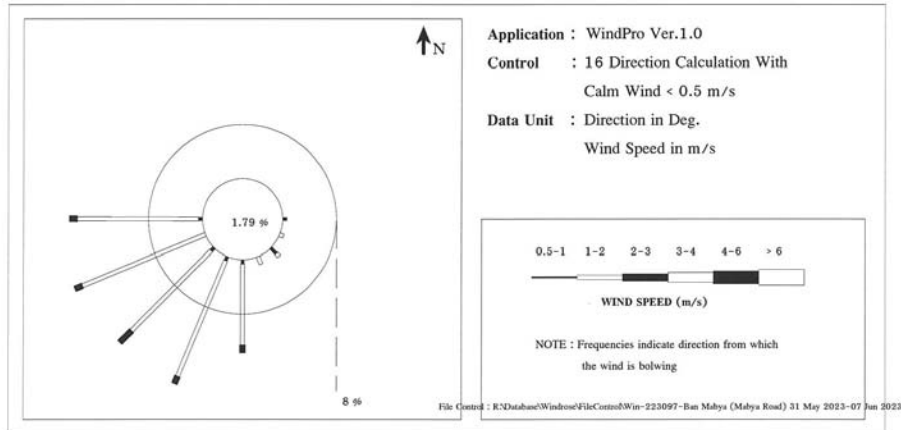 N
1.79 %
8 %
Application : WindPro Ver.1.0
Control : 16 Direction Calculation With
Calm Wind < 0.5 m/s
Data Unit : Direction in Deg.
Wind Speed in m/s
0.5-1 1-2 2-3 3-4 4-6 > 6
WIND SPEED (m/s)
NOTE : Frequencies indicate direction from which
the wind is bolwing
File Control : R:\Database\Windrose\FileControl\Win-223097-Ban Mabya (Mabya Road) 31 May 2023-07 Jun 2023